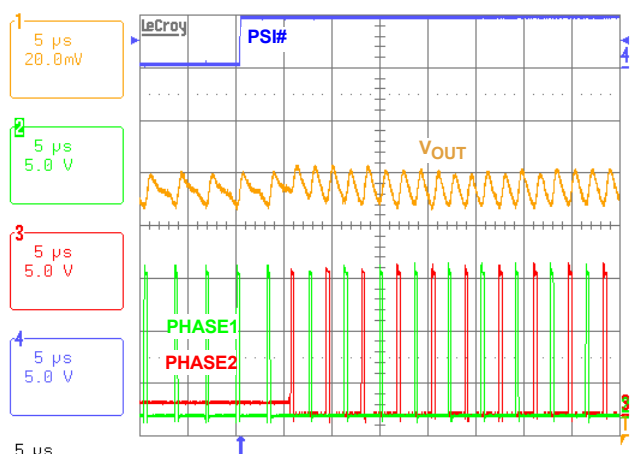 1
5 µs
20.0mV
2
5 µs
5.0 V
3
5 µs
5.0 V
4
5 µs
5.0 V
5 µs
LeCroy
PSI#
4
VOUT
PHASE1
PHASE2